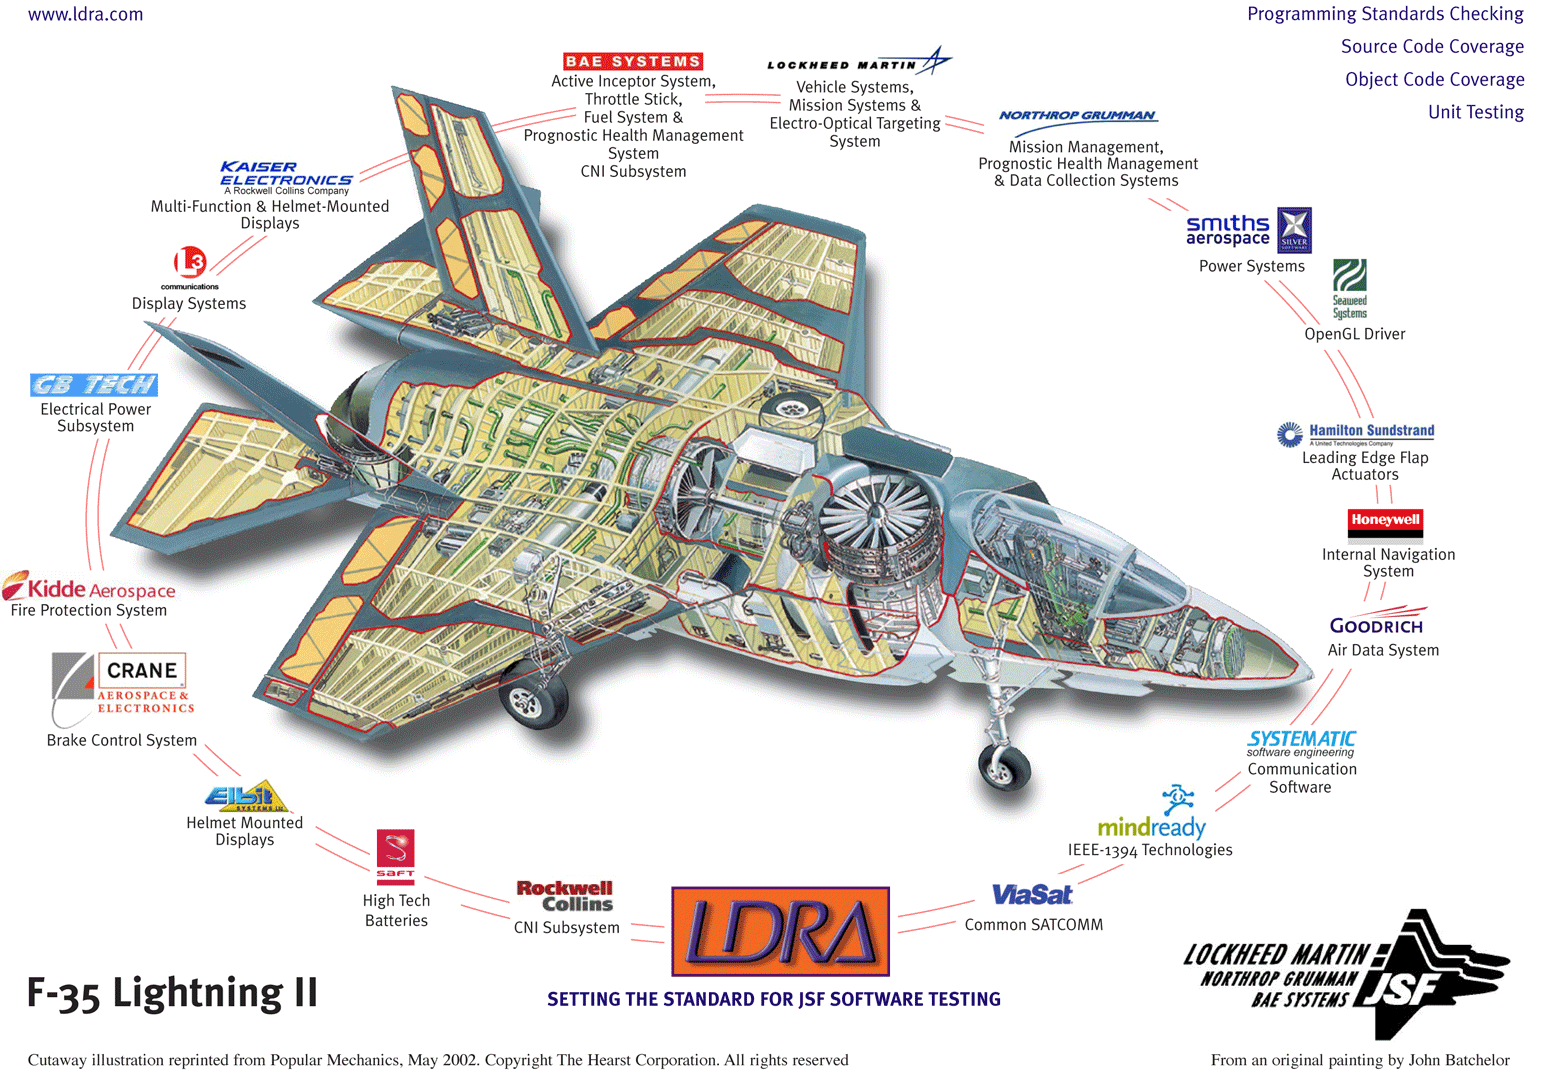 www.ldra.com
Programming Standards Checking
Source Code Coverage
Object Code Coverage
Unit Testing
BAE SYSTEMS
Active Inceptor System,
Throttle Stick,
Fuel System &
Prognostic Health Management
System
CNI Subsystem
LOCKHEED MARTIN
Vehicle Systems,
Mission Systems &
Electro-Optical Targeting
System
NORTHROP GRUMMAN
Mission Management,
Prognostic Health Management
& Data Collection Systems
smiths
aerospace
SILVER
SOFTWARE
Power Systems
Seaweed
Systems
OpenGL Driver
Hamilton Sundstrand
A United Technologies Company
Leading Edge Flap
Actuators
Honeywell
Internal Navigation
System
GOODRICH
Air Data System
SYSTEMATIC
software engineering
Communication
Software
mindready
IEEE-1394 Technologies
ViaSat
Common SATCOMM
LDRA
SETTING THE STANDARD FOR JSF SOFTWARE TESTING
Rockwell
Collins
CNI Subsystem
SAFT
High Tech
Batteries
Elbit
SYSTEMS LTD
Helmet Mounted
Displays
CRANE
AEROSPACE &
ELECTRONICS
Brake Control System
Kidde Aerospace
Fire Protection System
GB TECH
Electrical Power
Subsystem
L3
communications
Display Systems
KAISER
ELECTRONICS
A Rockwell Collins Company
Multi-Function & Helmet-Mounted
Displays
F-35 Lightning II
LOCKHEED MARTIN
NORTHROP GRUMMAN
BAE SYSTEMS
JSF
Cutaway illustration reprinted from Popular Mechanics, May 2002. Copyright The Hearst Corporation. All rights reserved
From an original painting by John Batchelor